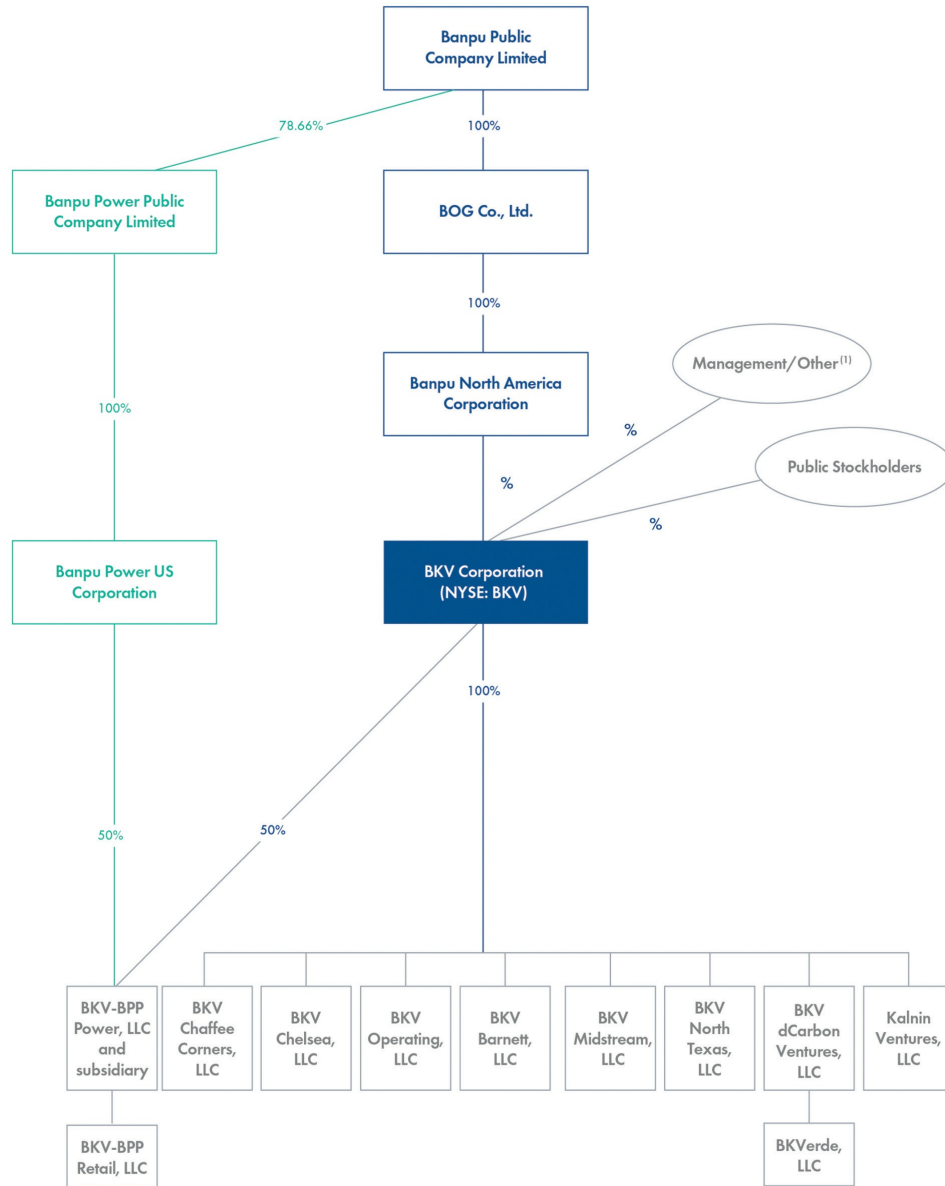 Banpu Public
Company Limited
78.66%
100%
Banpu Power Public
Company Limited
BOG Co., Ltd.
100%
Management/Other(1)
Banpu North America
Corporation
100%
%
Public Stockholders
%
%
Banpu Power US
Corporation
BKV Corporation
(NYSE: BKV)
100%
50%
50%
BKV-BPP
Power, LLC
and
subsidiary
BKV
Chaffee
Corners,
LLC
BKV
Chelsea,
LLC
BKV
Operating,
LLC
BKV
Barnett,
LLC
BKV
Midstream,
LLC
BKV
North
Texas,
LLC
BKV
dCarbon
Ventures,
LLC
Kalnin
Ventures,
LLC
BKV-BPP
Retail, LLC
BKVerde,
LLC